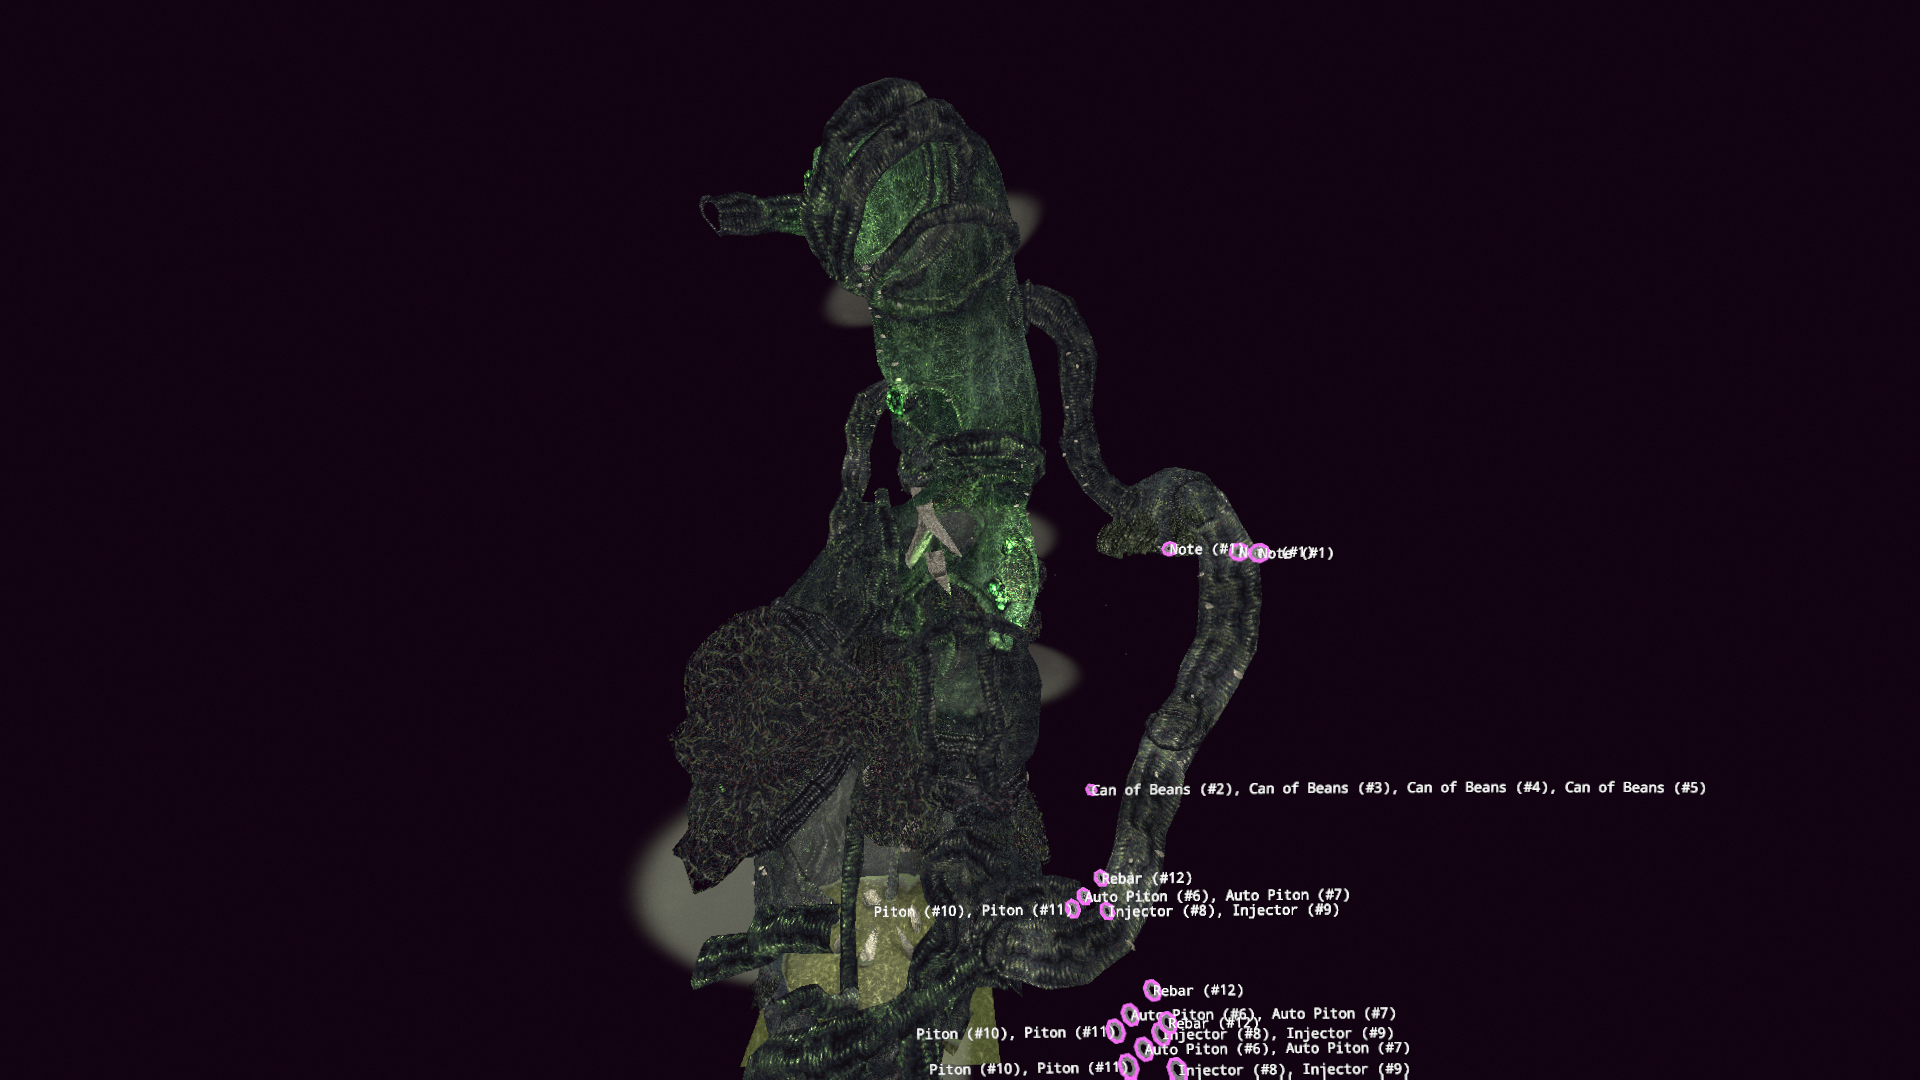 Note (#1)
N
Note (#1)
Can of Beans (#2), Can of Beans (#3), Can of Beans (#4), Can of Beans (#5)
Rebar (#12)
Auto Piton (#6), Auto Piton (#7)
Piton (#10), Piton (#11)
Injector (#8), Injector (#9)
Rebar (#12)
Auto Piton (#6), Auto Piton (#7)
Rebar (#12)
Piton (#10), Piton (#11)
Injector (#8), Injector (#9)
Auto Piton (#6), Auto Piton (#7)
Piton (#10), Piton (#11)
Injector (#8), Injector (#9)